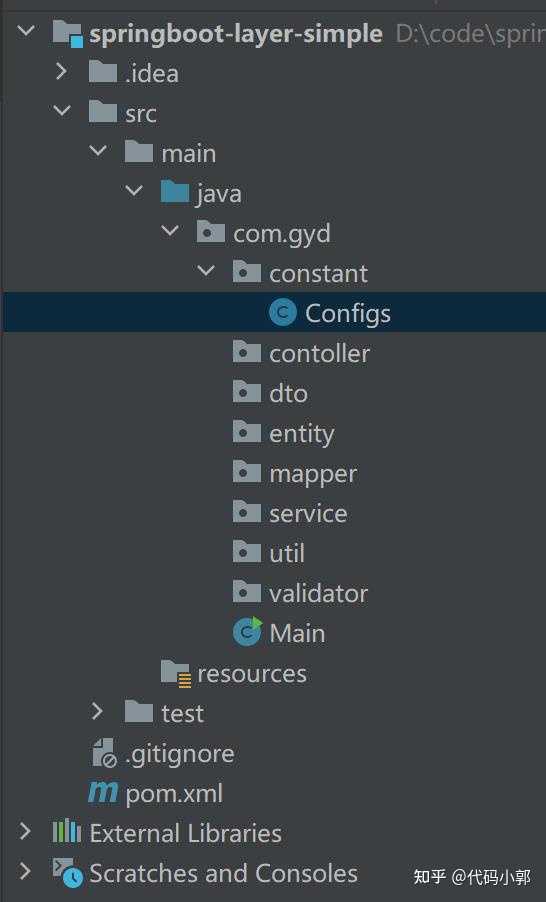 springboot-layer-simple D:\code\sprin
.idea
src
main
java
com.gyd
constant
Configs
contoller
dto
entity
mapper
service
util
validator
Main
resources
test
.gitignore
pom.xml
External Libraries
Scratches and Consoles
知乎 @代码小郭